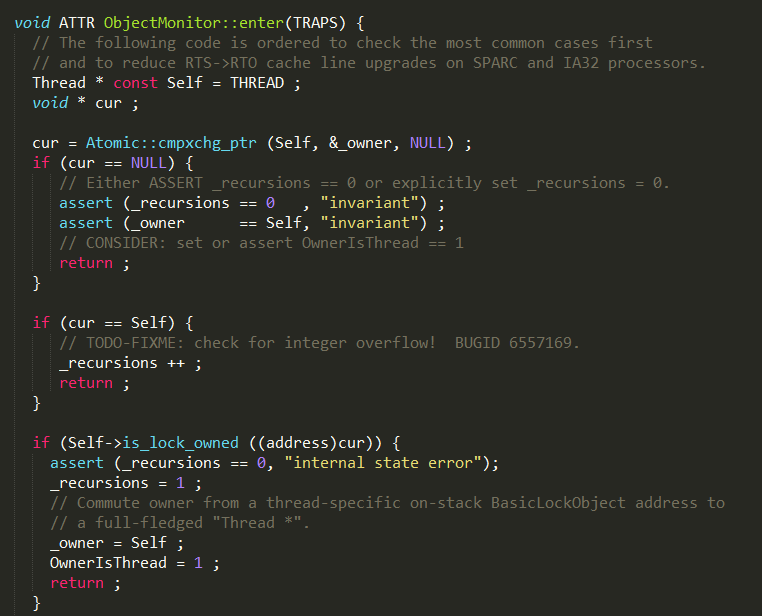 void ATTR ObjectMonitor::enter(TRAPS) {
  // The following code is ordered to check the most common cases first
  // and to reduce RTS->RTO cache line upgrades on SPARC and IA32 processors.
  Thread * const Self = THREAD ;
  void * cur ;

  cur = Atomic::cmpxchg_ptr (Self, &_owner, NULL) ;
  if (cur == NULL) {
     // Either ASSERT _recursions == 0 or explicitly set _recursions = 0.
     assert (_recursions == 0   , "invariant") ;
     assert (_owner      == Self, "invariant") ;
     // CONSIDER: set or assert OwnerIsThread == 1
     return ;
  }

  if (cur == Self) {
     // TODO-FIXME: check for integer overflow!  BUGID 6557169.
     _recursions ++ ;
     return ;
  }

  if (Self->is_lock_owned ((address)cur)) {
    assert (_recursions == 0, "internal state error");
    _recursions = 1 ;
    // Commute owner from a thread-specific on-stack BasicLockObject address to
    // a full-fledged "Thread *".
    _owner = Self ;
    OwnerIsThread = 1 ;
    return ;
  }